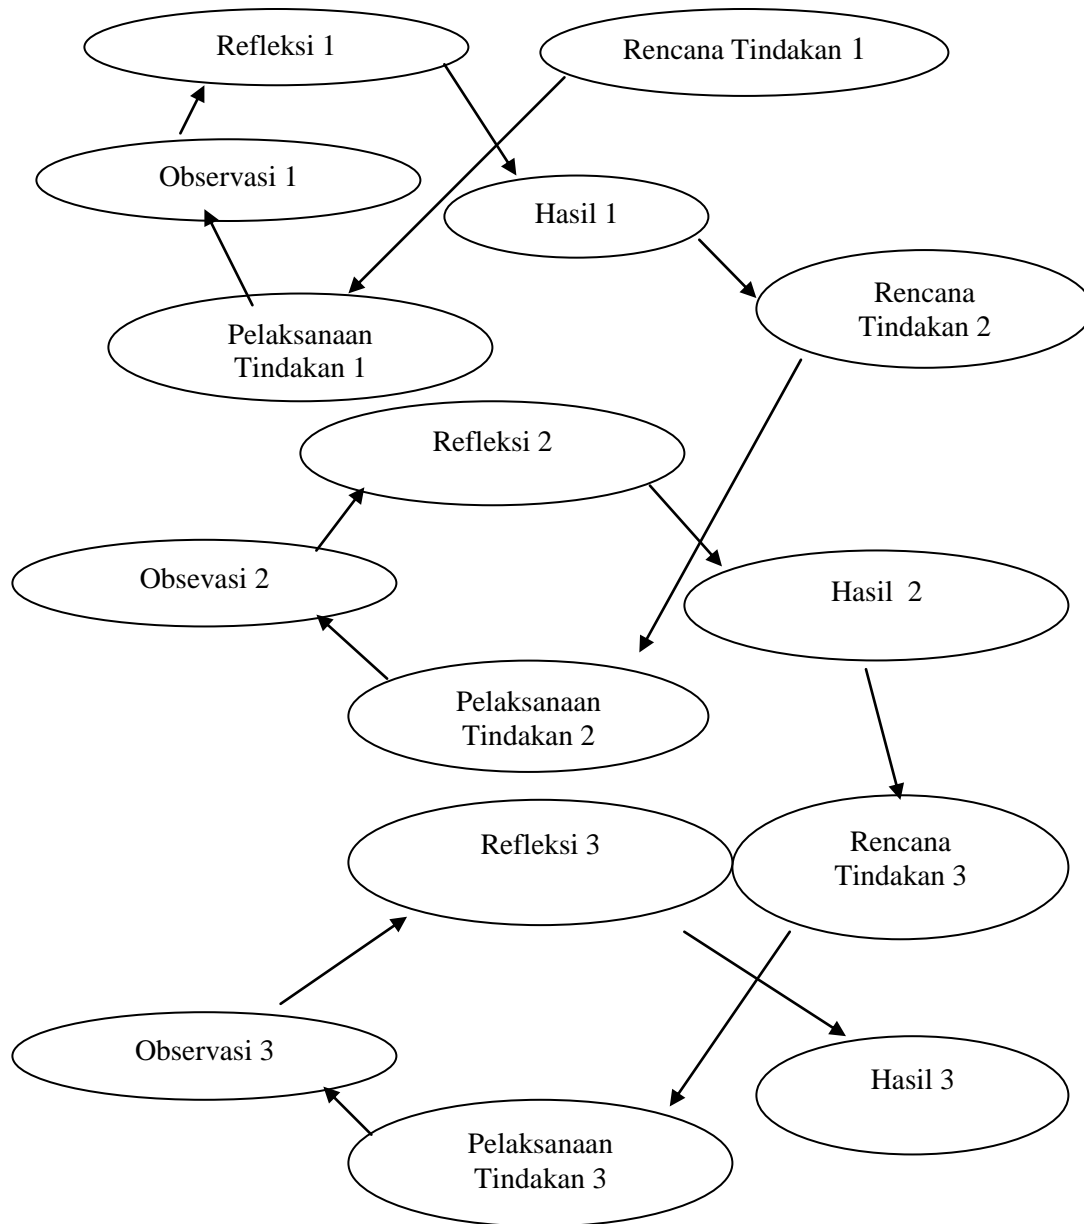 Refleksi 1
Rencana Tindakan 1
Observasi 1
Hasil 1
Rencana
Tindakan 2
Pelaksanaan
Tindakan 1
Refleksi 2
Obsevasi 2
Hasil  2
Pelaksanaan
Tindakan 2
Refleksi 3
Rencana
Tindakan 3
Observasi 3
Hasil 3
Pelaksanaan
Tindakan 3